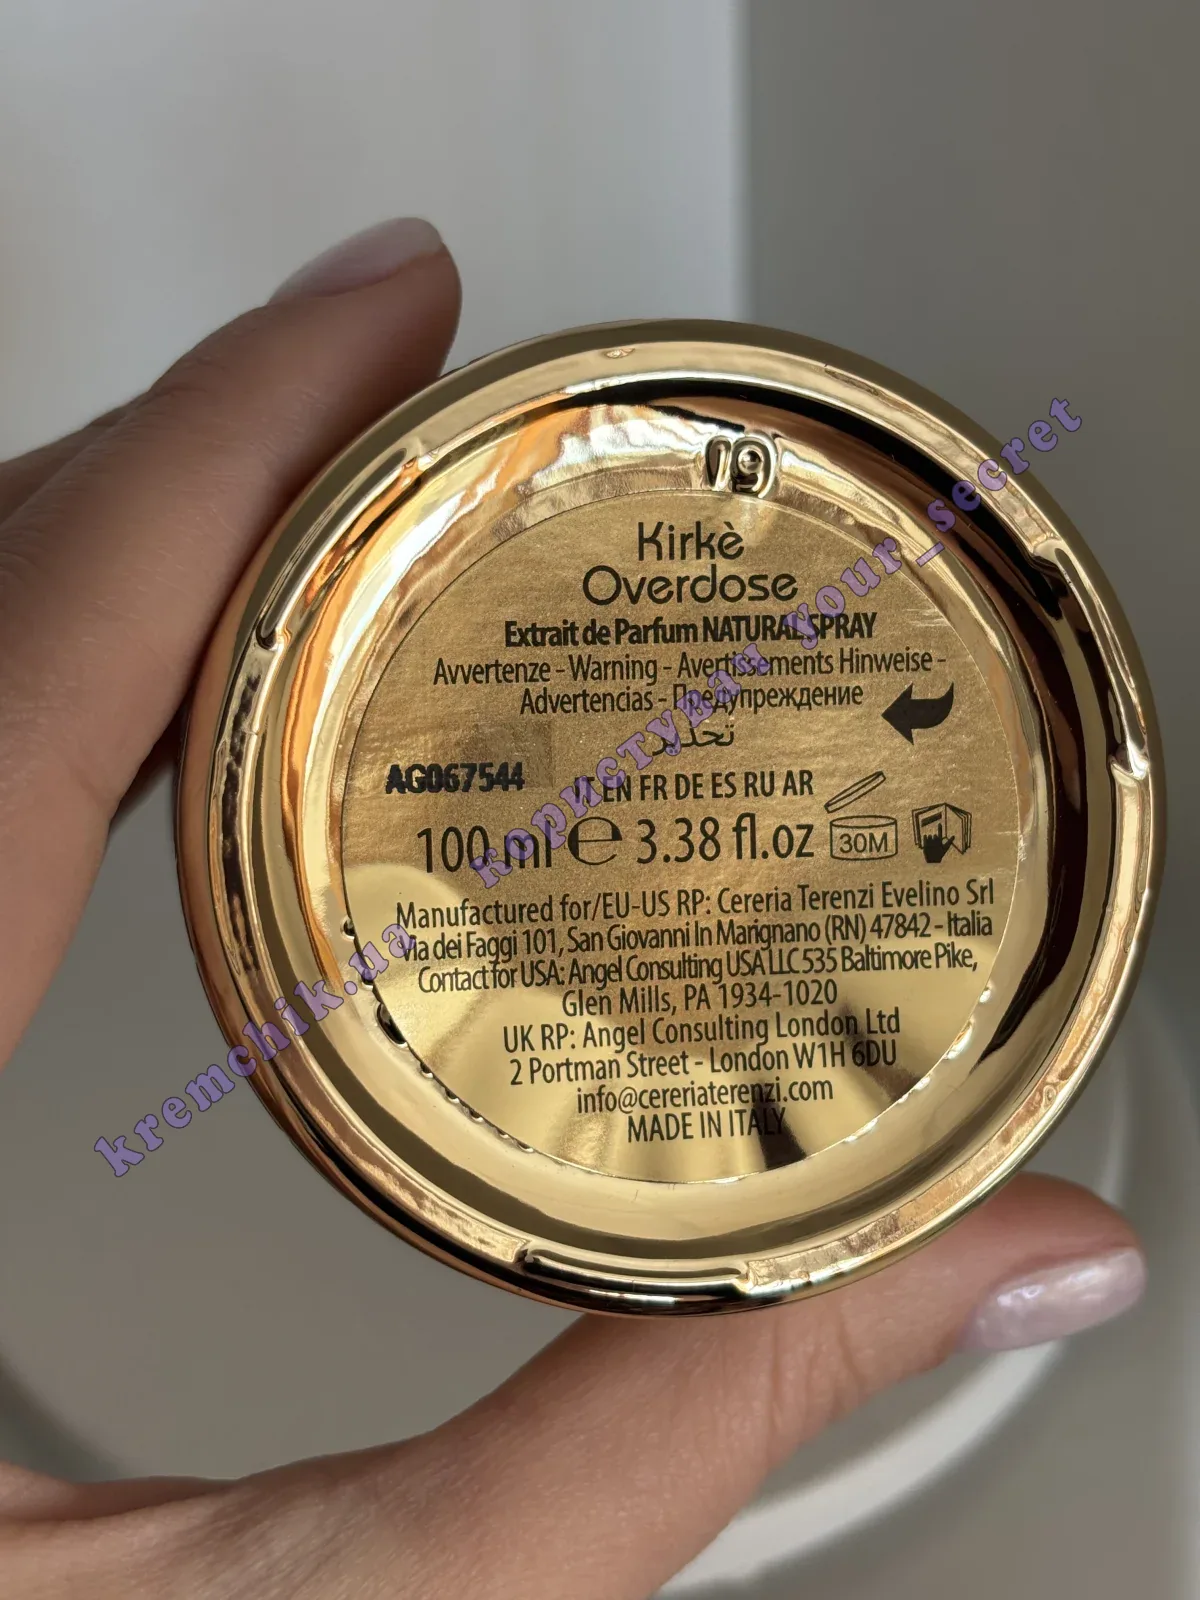 19
Kirkè
Overdose
Extrait de Parfum NATURAL SPRAY
Avvertenze - Warning - Avertissements Hinweise -
Advertencias - Предупреждение
تحذير
AG067544
IT EN FR DE ES RU AR
100 ml e 3.38 fl.oz
30M
Manufactured for/EU-US RP: Cereria Terenzi Evelino Srl
Via dei Faggi 101, San Giovanni In Marignano (RN) 47842 - Italia
Contact for USA: Angel Consulting USA LLC 535 Baltimore Pike,
Glen Mills, PA 1934-1020
UK RP: Angel Consulting London Ltd
2 Portman Street - London W1H 6DU
info@cereriaterenzi.com
MADE IN ITALY
kremchik.ua користувач your_secret